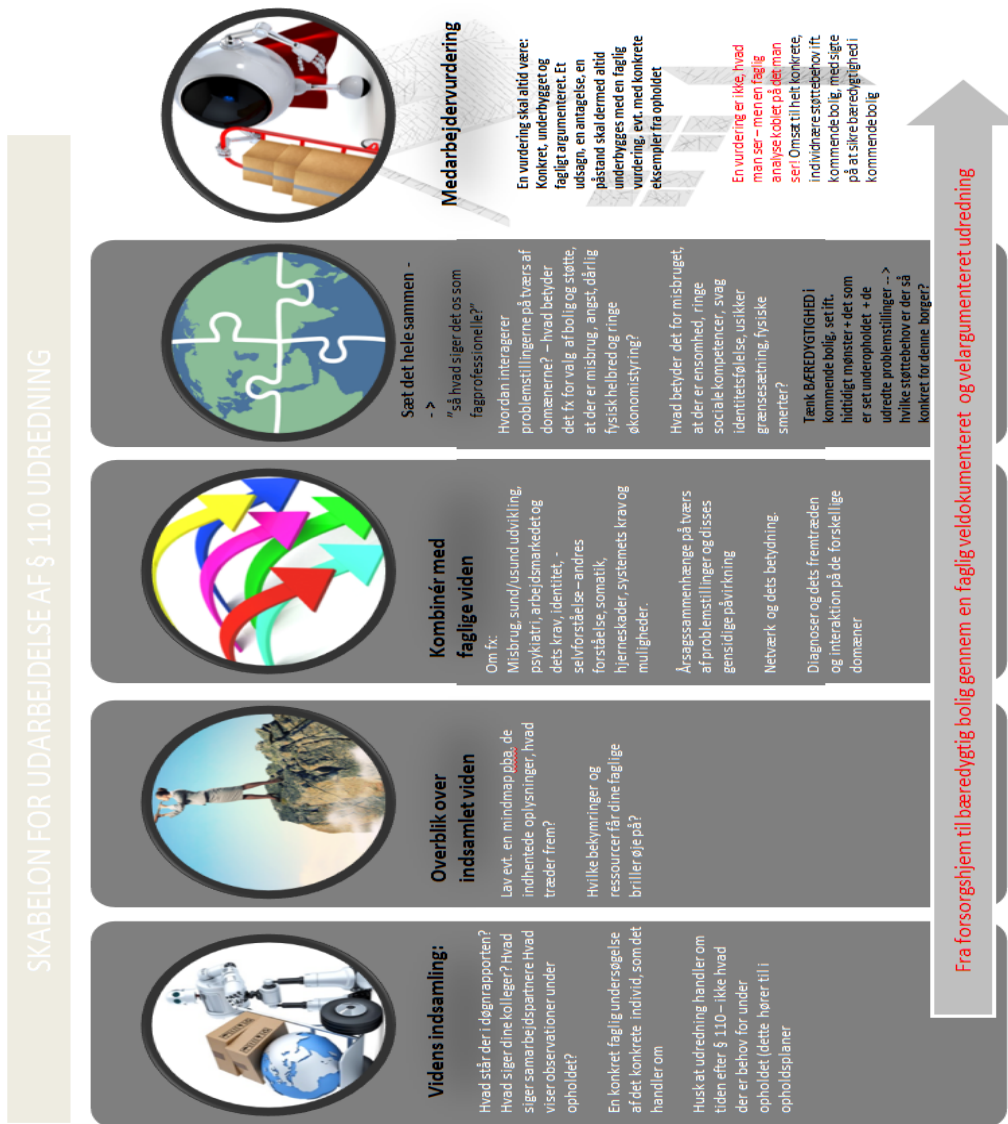 SKABELON FOR UDARBEJDELSE AF § 110 UDREDNING
Videns indsamling:
Hvad står der i døgnrapporten?
Hvad siger dine kolleger? Hvad
siger samarbejdspartnere Hvad
viser observationer under
opholdet?
En konkret faglig undersøgelse
af det konkrete individ, som det
handler om
Husk at udredning handler om
tiden efter § 110 – ikke hvad
der er behov for under
opholdet (dette hører til i
opholdsplaner
Overblik over
indsamlet viden
Lav evt. en mindmap pba. de
indhentede oplysninger, hvad
træder frem?
Hvilke bekymringer og
ressourcer får dine faglige
briller øje på?
Kombinér med
faglige viden
Om fx:
Misbrug, sund/usund udvikling,
psykiatri, arbejdsmarkedet og
dets krav, identitet, -
selvforståelse – andres
forståelse, somatik,
hjerneskader, systemets krav og
muligheder.
Årsagssammenhænge på tværs
af problemstillinger og disses
gensidige påvirkning
Netværk og dets betydning.
Diagnoser og dets fremtræden
og interaktion på de forskellige
domæner
Sæt det hele sammen -
- >
"så hvad siger det os som
fagprofessionelle?"
Hvordan interagerer
problemstillingerne på tværs af
domænerne? – hvad betyder
det fx for valg af bolig og støtte,
at der er misbrug, angst, dårlig
fysisk helbred og ringe
økonomistyring?
Hvad betyder det for misbruget,
at der er ensomhed, ringe
sociale kompetencer, svag
identitetsfølelse, usikker
grænsesætning, fysiske
smerter?
Tænk BÆREDYGTIGHED i
kommende bolig, set ift.
hidtidigt mønster + det som
er set under opholdet + de
udredte problemstillinger -- >
hvilke støttebehov er der så
konkret for denne borger?
Medarbejdervurdering
En vurdering skal altid være:
Konkret, underbygget og
fagligt argumenteret. Et
udsagn, en antagelse, en
påstand skal dermed altid
underbygges med en faglig
vurdering, evt. med konkrete
eksempler fra opholdet
En vurdering er ikke, hvad
man ser – men en faglig
analyse koblet på det man
ser! Omsat til helt konkrete,
individnære støttebehov ift.
kommende bolig, med sigte
på at sikre bæredygtighed i
kommende bolig
Fra forsorgshjem til bæredygtig bolig gennem en faglig veldokumenteret og velargumenteret udredning